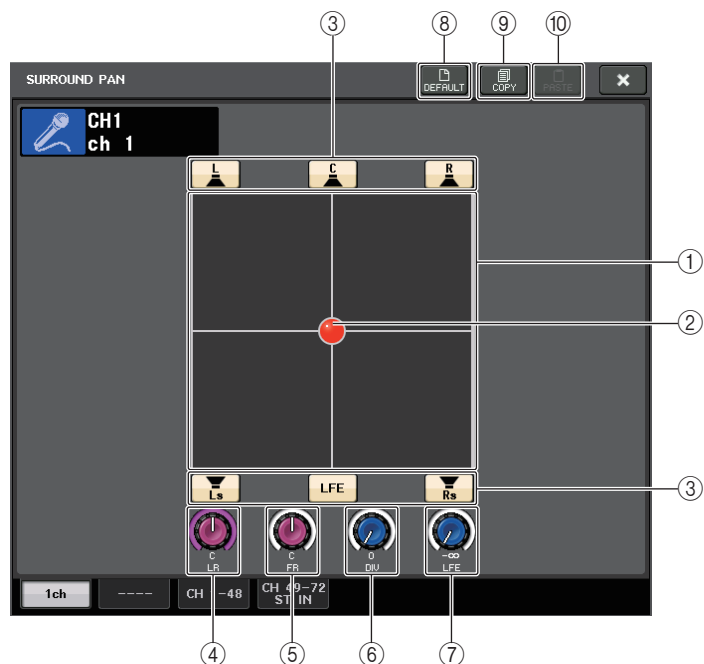 ③ ⑧ ⑨ ⑩
SURROUND PAN
DEFAULT COPY PASTE
CH1
ch 1
L C R
①
②
Ls LFE Rs
③
C C 0 -∞
LR FR DIV LFE
1ch ---- CH -48 CH 49-72
ST IN
④ ⑤ ⑥ ⑦